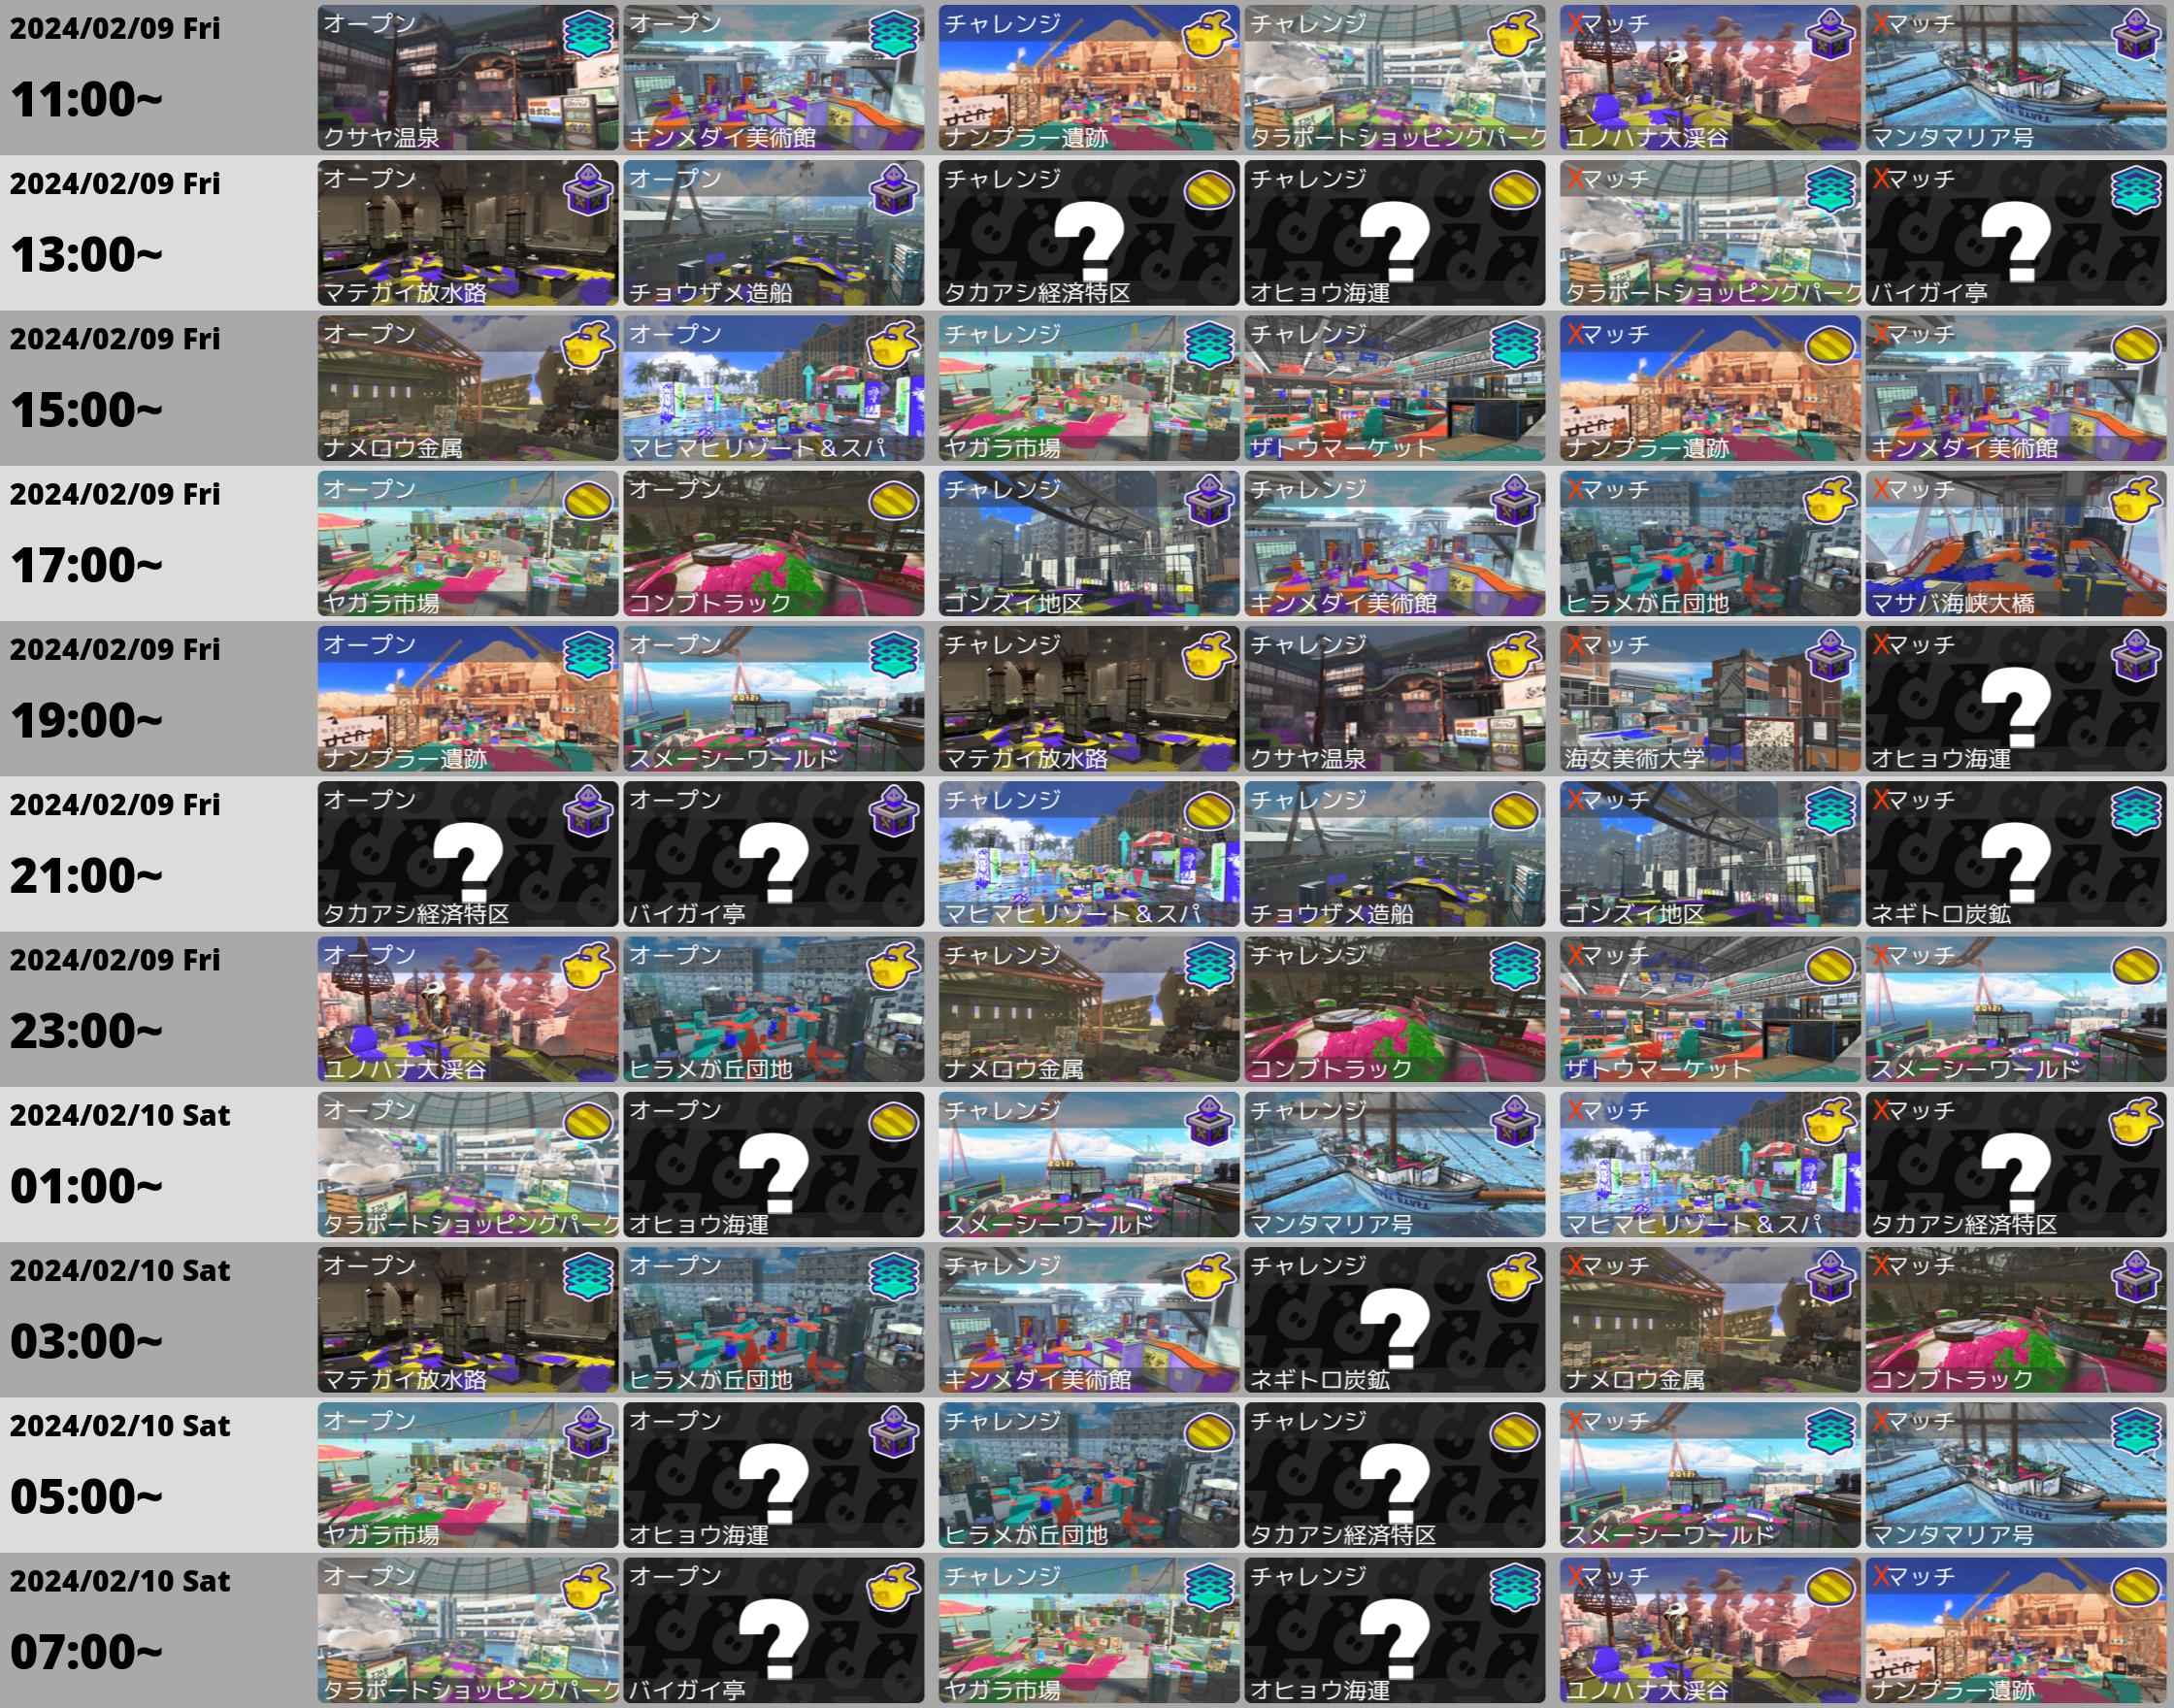 2024/02/09 Fri
11:00~
オープン オープン チャレンジ チャレンジ Xマッチ Xマッチ
クサヤ温泉 キンメダイ美術館 ナンプラー遺跡 タラポートショッピングパーク ユノハナ大渓谷 マンタマリア号
2024/02/09 Fri
13:00~
オープン オープン チャレンジ チャレンジ Xマッチ Xマッチ
マテガイ放水路 チョウザメ造船 タカアシ経済特区 オヒョウ海運 タラポートショッピングパーク バイガイ亭
2024/02/09 Fri
15:00~
オープン オープン チャレンジ チャレンジ Xマッチ Xマッチ
ナメロウ金属 マヒマヒリゾート＆スパ ヤガラ市場 ザトウマーケット ナンプラー遺跡 キンメダイ美術館
2024/02/09 Fri
17:00~
オープン オープン チャレンジ チャレンジ Xマッチ Xマッチ
ヤガラ市場 コンブトラック ゴンズイ地区 キンメダイ美術館 ヒラメが丘団地 マサバ海峡大橋
2024/02/09 Fri
19:00~
オープン オープン チャレンジ チャレンジ Xマッチ Xマッチ
ナンプラー遺跡 スメーシーワールド マテガイ放水路 クサヤ温泉 海女美術大学 オヒョウ海運
2024/02/09 Fri
21:00~
オープン オープン チャレンジ チャレンジ Xマッチ Xマッチ
タカアシ経済特区 バイガイ亭 マヒマヒリゾート＆スパ チョウザメ造船 ゴンズイ地区 ネギトロ炭鉱
2024/02/09 Fri
23:00~
オープン オープン チャレンジ チャレンジ Xマッチ Xマッチ
ユノハナ大渓谷 ヒラメが丘団地 ナメロウ金属 コンブトラック ザトウマーケット スメーシーワールド
2024/02/10 Sat
01:00~
オープン オープン チャレンジ チャレンジ Xマッチ Xマッチ
タラポートショッピングパーク オヒョウ海運 スメーシーワールド マンタマリア号 マヒマヒリゾート＆スパ タカアシ経済特区
2024/02/10 Sat
03:00~
オープン オープン チャレンジ チャレンジ Xマッチ Xマッチ
マテガイ放水路 ヒラメが丘団地 キンメダイ美術館 ネギトロ炭鉱 ナメロウ金属 コンブトラック
2024/02/10 Sat
05:00~
オープン オープン チャレンジ チャレンジ Xマッチ Xマッチ
ヤガラ市場 オヒョウ海運 ヒラメが丘団地 タカアシ経済特区 スメーシーワールド マンタマリア号
2024/02/10 Sat
07:00~
オープン オープン チャレンジ チャレンジ Xマッチ Xマッチ
タラポートショッピングパーク バイガイ亭 ヤガラ市場 オヒョウ海運 ユノハナ大渓谷 ナンプラー遺跡